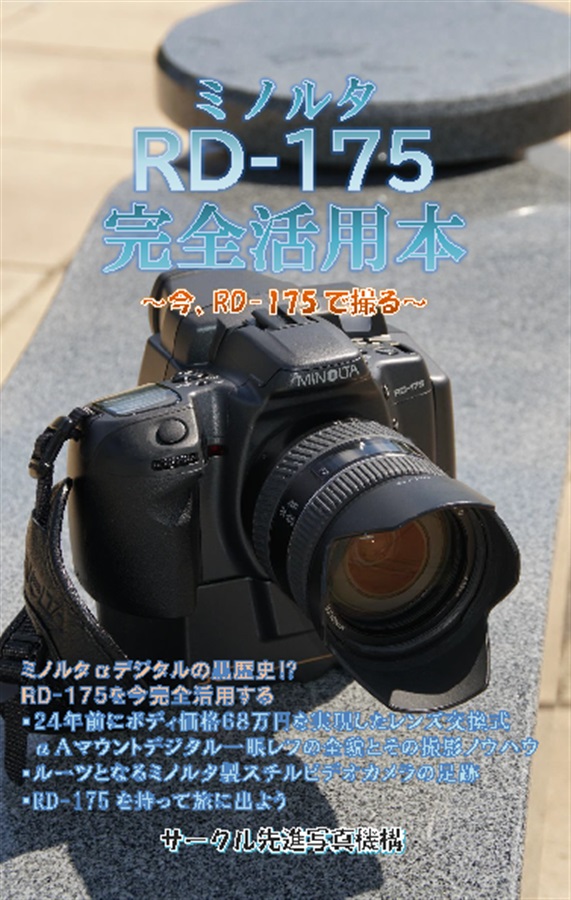 ミノルタ
RD-175
完全活用本
～今、RD-175で撮る～
MINOLTA
RD-175
ミノルタαデジタルの黒歴史!?
RD-175を今完全活用する
・24年前にボディ価格68万円を実現したレンズ交換式
αAマウントデジタル一眼レフの全貌とその撮影ノウハウ
・ルーツとなるミノルタ製スチルビデオカメラの足跡
・RD-175を持って旅に出よう
サークル先進写真機構